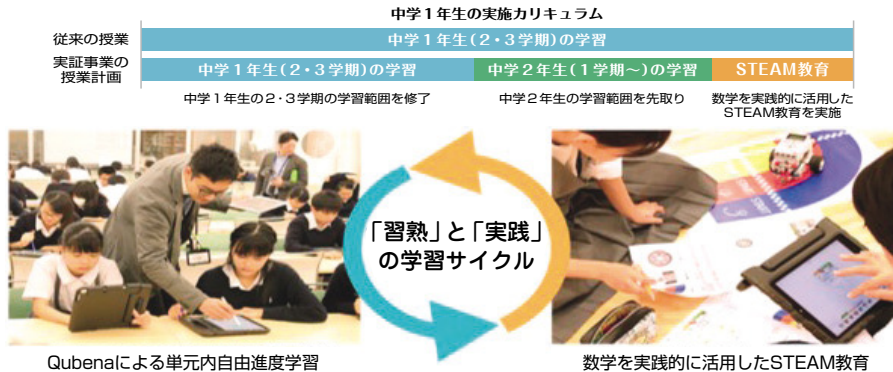 中学1年生の実施カリキュラム
従来の授業
中学1年生(2・3学期)の学習
実証事業の
授業計画
中学1年生(2・3学期)の学習
中学2年生(1学期~)の学習
STEAM教育
中学1年生の2・3学期の学習範囲を修了
中学2年生の学習範囲を先取り
数学を実践的に活用した
STEAM教育を実施
「習熟」と「実践」
の学習サイクル
Qubenaによる単元内自由進度学習
数学を実践的に活用したSTEAM教育